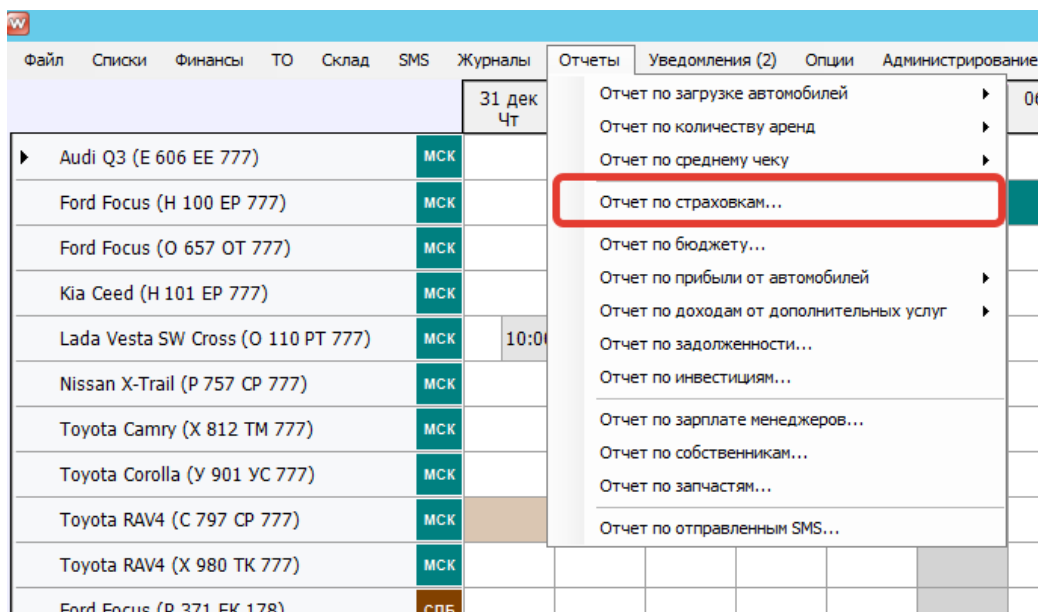 W
Файл Списки Финансы ТО Склад SMS Журналы Отчеты Уведомления (2) Опции Администрирование
31 дек
Чт
Отчет по загрузке автомобилей
Отчет по количеству аренд
Отчет по среднему чеку
Отчет по страховкам...
Отчет по бюджету...
Отчет по прибыли от автомобилей
Отчет по доходам от дополнительных услуг
Отчет по задолженности...
Отчет по инвестициям...
Отчет по зарплате менеджеров...
Отчет по собственникам...
Отчет по запчастям...
Отчет по отправленным SMS...
Audi Q3 (Е 606 ЕЕ 777) МСК
Ford Focus (Н 100 ЕР 777) МСК
Ford Focus (О 657 ОТ 777) МСК
Kia Ceed (Н 101 ЕР 777) МСК
Lada Vesta SW Cross (О 110 РТ 777) МСК
Nissan X-Trail (Р 757 СР 777) МСК
Toyota Camry (Х 812 ТМ 777) МСК
Toyota Corolla (У 901 УС 777) МСК
Toyota RAV4 (С 797 СР 777) МСК
Toyota RAV4 (Х 980 ТК 777) МСК
Ford Focus (Р 371 ЕК 178) СПБ